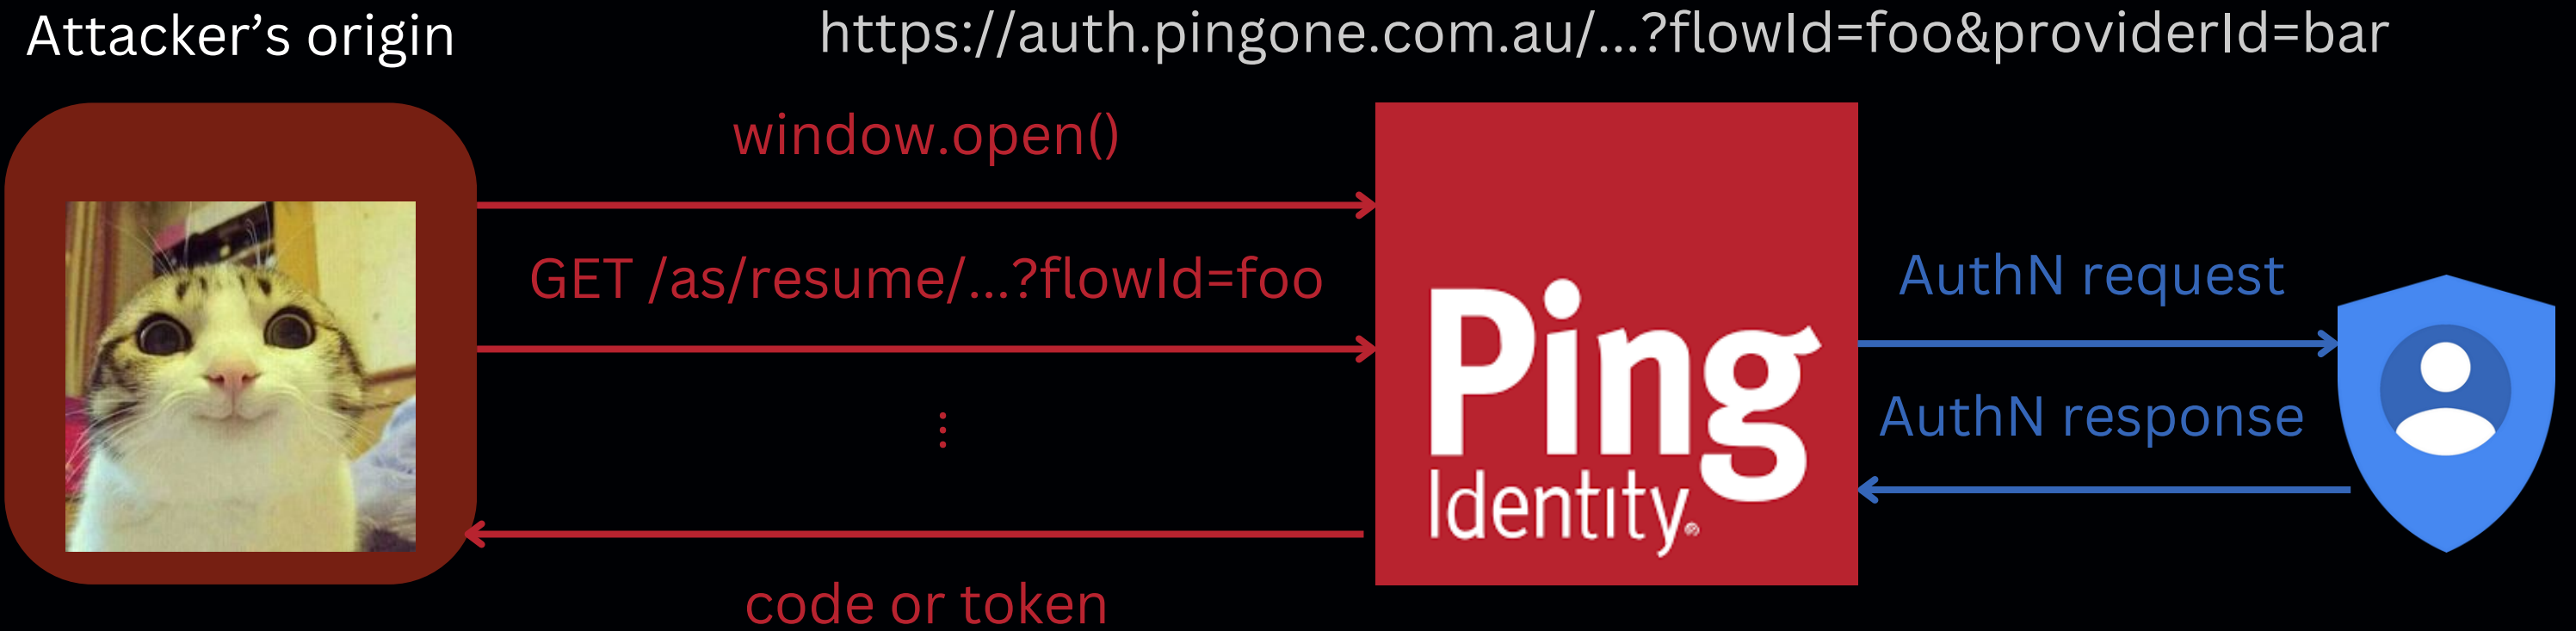 Attacker’s origin
https://auth.pingone.com.au/...?flowId=foo&providerId=bar
window.open()
GET /as/resume/...?flowId=foo
⋮
code or token
Ping
Identity®
AuthN request
AuthN response